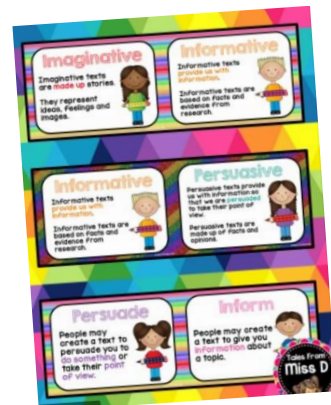 Imaginative
Imaginative texts
are made up stories.
They represent
ideas, feelings and
images.
Informative
Informative texts
provide us with
information.
Informative texts are
based on facts and
evidence from
research.
Informative
Informative texts
provide us with
information.
Informative texts are
based on facts and
evidence from
research.
Persuasive
Persuasive texts provide
us with information so
that we are persuaded
to take their point of
view.
Persuasive texts are
made up of facts and
opinions.
Persuade
People may
create a text to
persuade you to
do something or
take their point
of view.
Inform
People may create
a text to give you
information about
a topic.
Tales From
Miss D